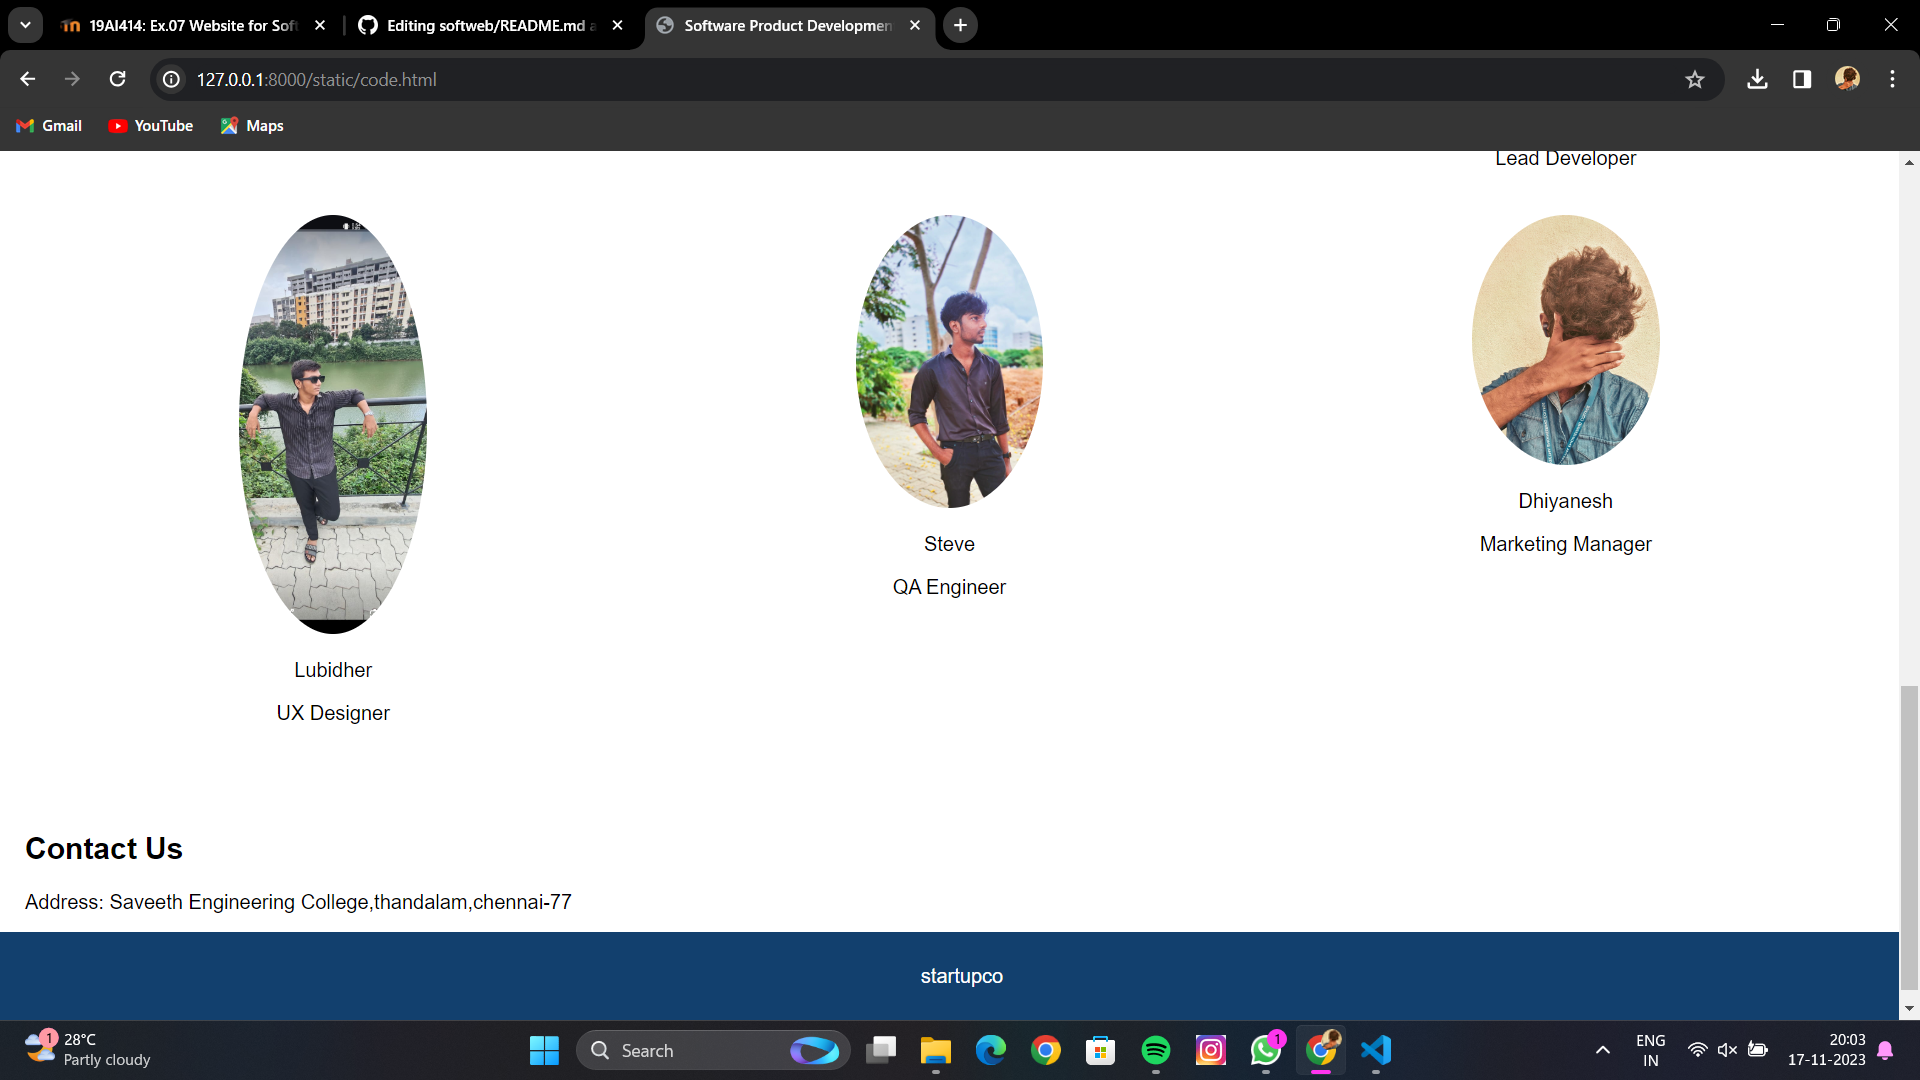 19AI414: Ex.07 Website for Soft
Editing softweb/README.md a
Software Product Developmen
127.0.0.1:8000/static/code.html
Gmail
YouTube
Maps
Lead Developer
Lubidher
UX Designer
Steve
QA Engineer
Dhiyanesh
Marketing Manager
Contact Us
Address: Saveeth Engineering College,thandalam,chennai-77
startupco
1
28°C
Partly cloudy
Search
1
ENG
IN
20:03
17-11-2023